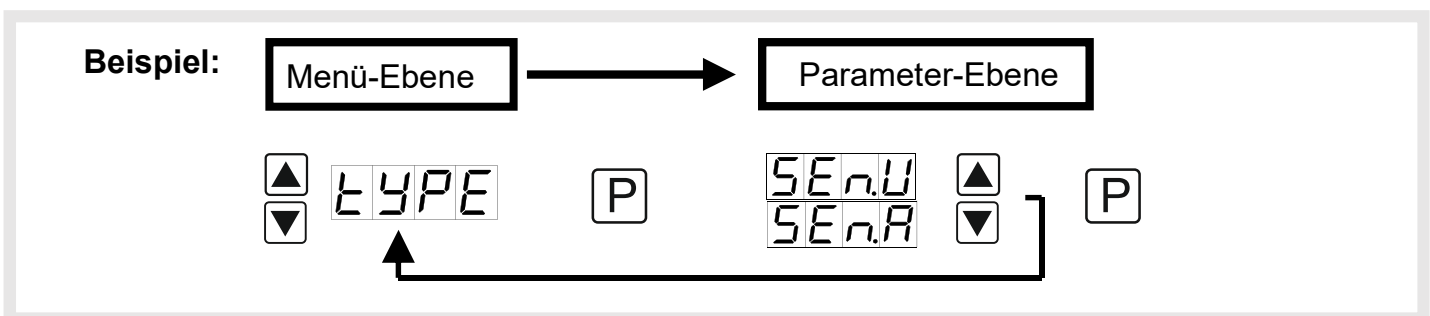 Beispiel:
Menü-Ebene
Parameter-Ebene
tYPE
P
SEn.U
SEn.A
P